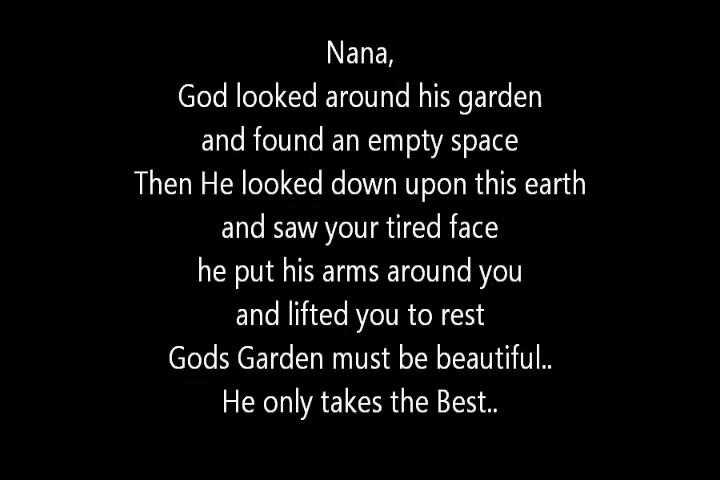 Nana,
God looked around his garden
and found an empty space
Then He looked down upon this earth
and saw your tired face
he put his arms around you
and lifted you to rest
Gods Garden must be beautiful..
He only takes the Best..